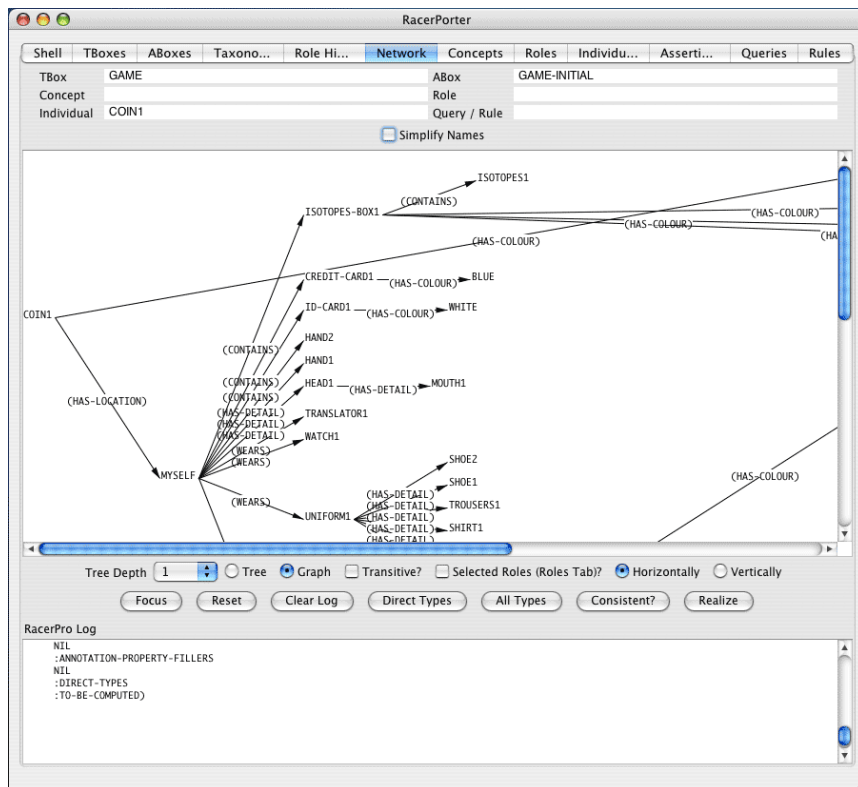 RacerPorter
Shell TBoxes ABoxes Taxono... Role Hi... Network Concepts Roles Individu... Asserti... Queries Rules
TBox GAME ABox GAME-INITIAL
Concept Role
Individual COIN1 Query / Rule
Simplify Names
ISOTOPES1
(CONTAINS)
ISOTOPES-BOX1
(HAS-COLOUR)
(HAS-COLOUR)
(HA
(HAS-COLOUR)
CREDIT-CARD1 (HAS-COLOUR) BLUE
ID-CARD1 (HAS-COLOUR) WHITE
COIN1
HAND2
(CONTAINS)
HAND1
(CONTAINS)
HEAD1 (HAS-DETAIL) MOUTH1
(CONTAINS)
(HAS-LOCATION)
(HAS-DETAIL)
TRANSLATOR1
(HAS-DETAIL)
(HAS-DETAIL)
WATCH1
(WEARS)
(WEARS)
SHOE2
MYSELF
(HAS-COLOUR)
SHOE1
(HAS-DETAIL)
(WEARS)
(HAS-DETAIL)
TROUSERS1
UNIFORM1
(HAS-DETAIL)
(HAS-DETAIL)
SHIRT1
(HAS-DETAIL)
Tree Depth 1 Tree Graph Transitive? Selected Roles (Roles Tab)? Horizontally Vertically
Focus Reset Clear Log Direct Types All Types Consistent? Realize
RacerPro Log
NIL
:ANNOTATION-PROPERTY-FILLERS
NIL
:DIRECT-TYPES
:TO-BE-COMPUTED)